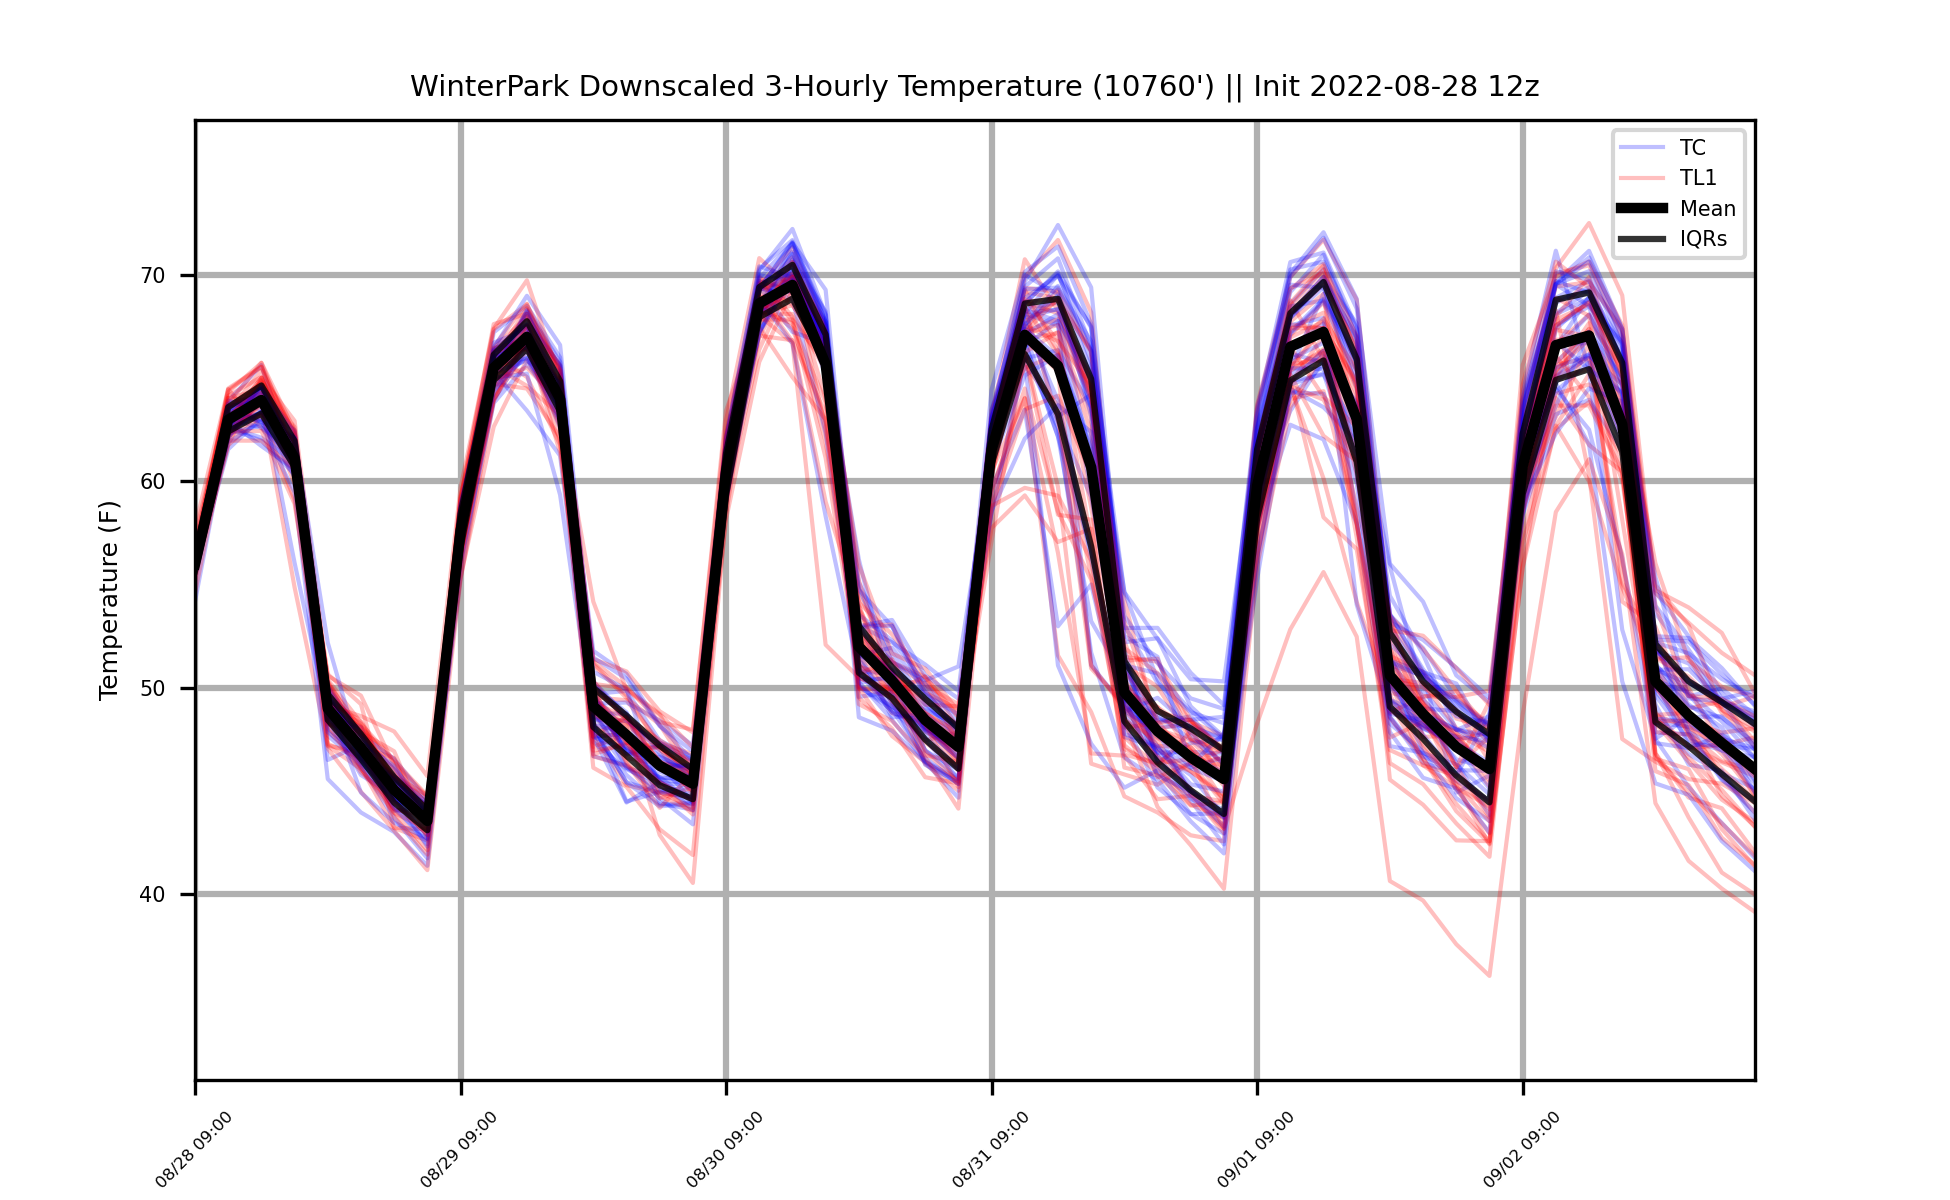 WinterPark Downscaled 3-Hourly Temperature (10760') || Init 2022-08-28 12z
TC
TL1
Mean
IQRs
Temperature (F)
70
60
50
40
08/28 09:00
08/29 09:00
08/30 09:00
08/31 09:00
09/01 09:00
09/02 09:00